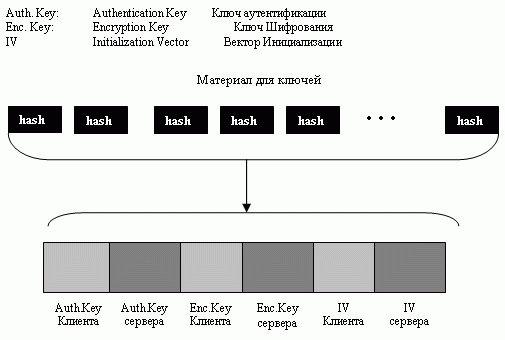 Auth. Key: Authentication Key Ключ аутентификации
Enc. Key: Encryption Key Ключ Шифрования
IV Initialization Vector Вектор Инициализации
Материал для ключей
hash hash hash hash hash • • • hash
Auth.Key Auth.Key Enc.Key Enc.Key IV IV
Клиента сервера Клиента сервера Клиента сервера